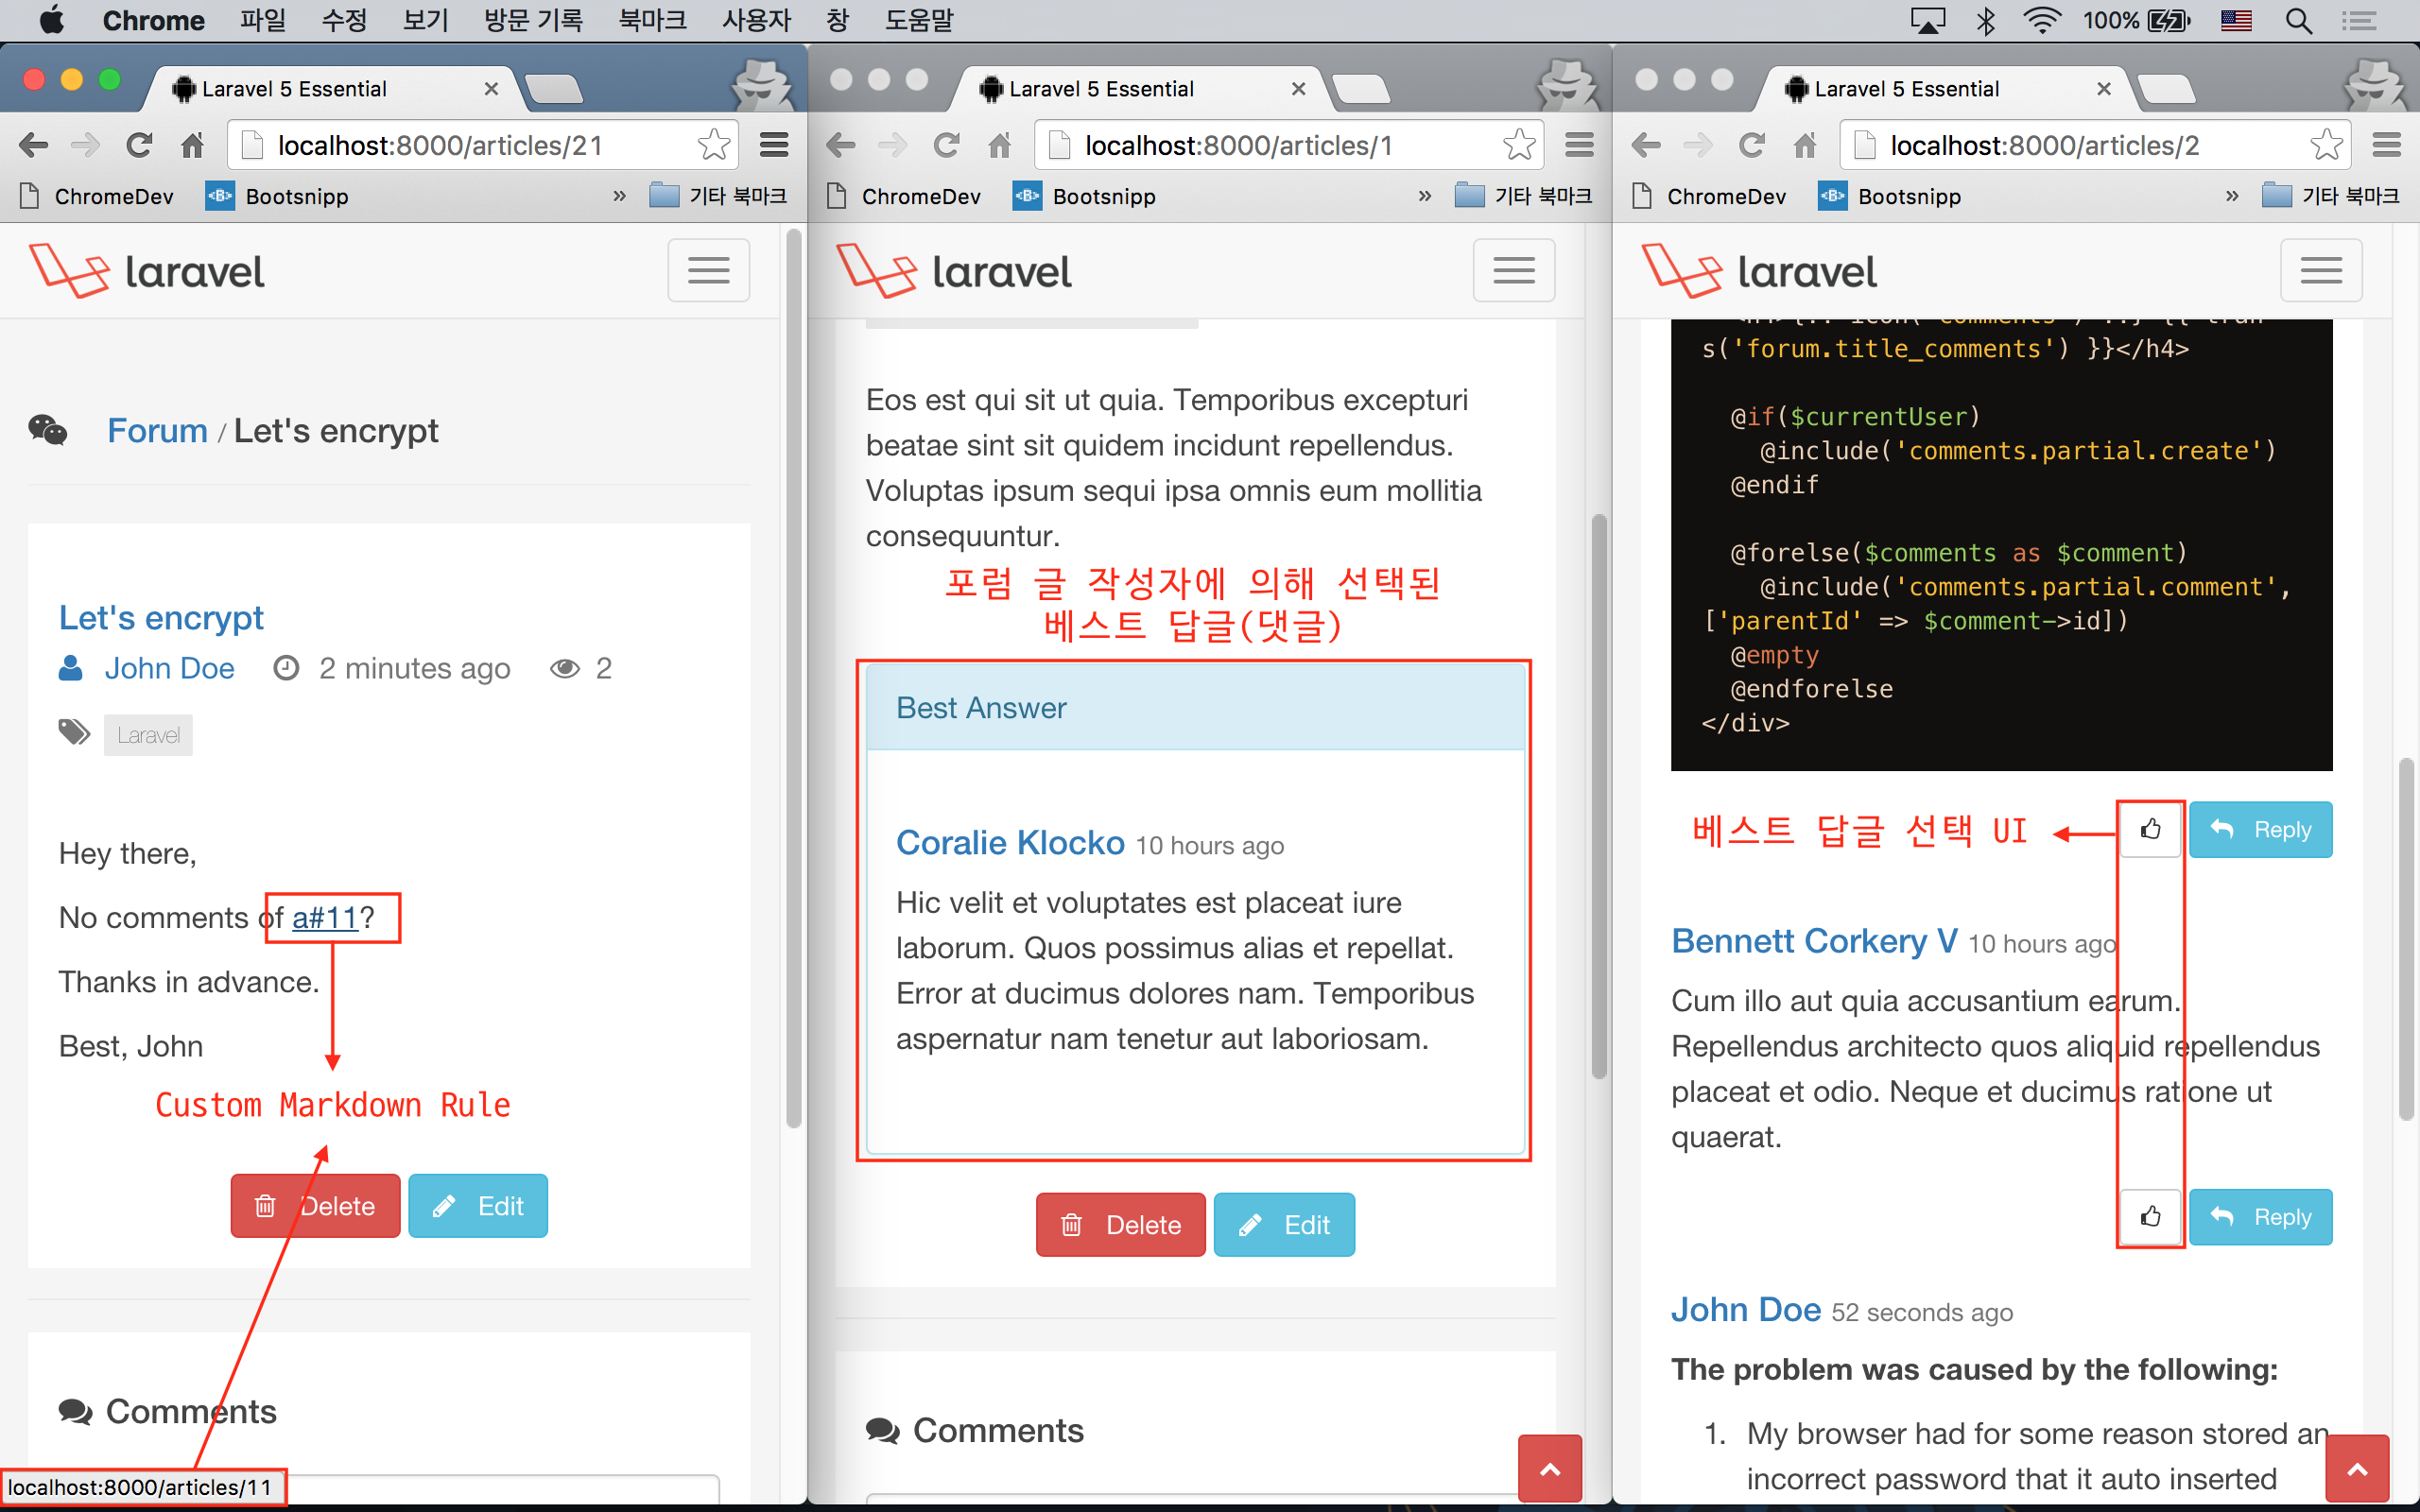 Chrome 파일 수정 보기 방문 기록 북마크 사용자 창 도움말 100%
Laravel 5 Essential
localhost:8000/articles/21
ChromeDev Bootsnipp » 기타 북마크
laravel
Forum / Let's encrypt
Let's encrypt
John Doe 2 minutes ago 2
Laravel
Hey there,
No comments of a#11?
Thanks in advance.
Best, John
Custom Markdown Rule
Delete Edit
Comments
localhost:8000/articles/11
Laravel 5 Essential
localhost:8000/articles/1
ChromeDev Bootsnipp » 기타 북마크
laravel
Eos est qui sit ut quia. Temporibus excepturi
beatae sint sit quidem incidunt repellendus.
Voluptas ipsum sequi ipsa omnis eum mollitia
consequuntur.
포럼 글 작성자에 의해 선택된
베스트 답글(댓글)
Best Answer
Coralie Klocko 10 hours ago
Hic velit et voluptates est placeat iure
laborum. Quos possimus alias et repellat.
Error at ducimus dolores nam. Temporibus
aspernatur nam tenetur aut laboriosam.
Delete Edit
Comments
Laravel 5 Essential
localhost:8000/articles/2
ChromeDev Bootsnipp » 기타 북마크
laravel
s('forum.title_comments') }}</h4>
@if($currentUser)
@include('comments.partial.create')
@endif
@forelse($comments as $comment)
@include('comments.partial.comment',
['parentId' => $comment->id])
@empty
@endforelse
</div>
베스트 답글 선택 UI
Reply
Bennett Corkery V 10 hours ago
Cum illo aut quia accusantium earum.
Repellendus architecto quos aliquid repellendus
placeat et odio. Neque et ducimus ratione ut
quaerat.
Reply
John Doe 52 seconds ago
The problem was caused by the following:
1. My browser had for some reason stored an
incorrect password that it auto inserted